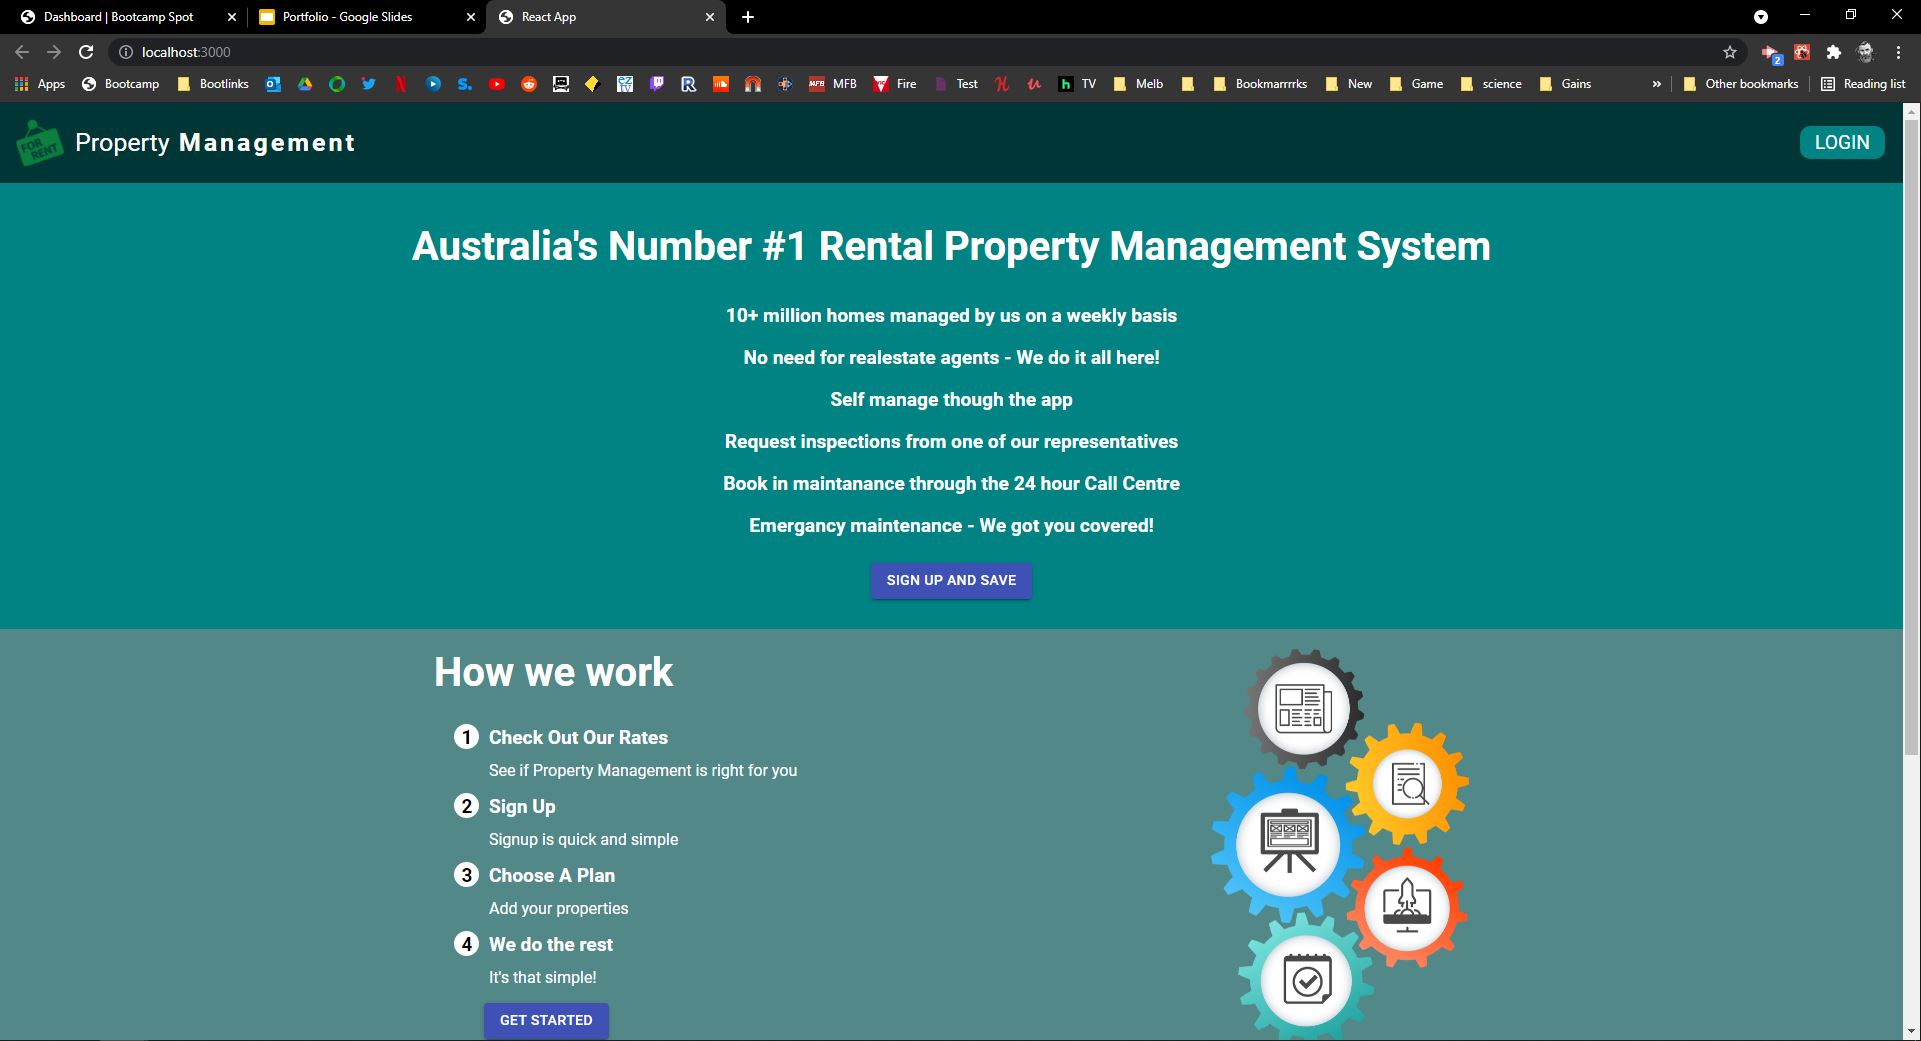 Dashboard | Bootcamp Spot
Portfolio - Google Slides
React App
localhost:3000
2
Apps
Bootcamp
Bootlinks
MFB
Fire
Test
TV
Melb
Bookmarrrrks
New
Game
science
Gains
Other bookmarks
Reading list
FOR
RENT
Property Management
LOGIN
Australia's Number #1 Rental Property Management System
10+ million homes managed by us on a weekly basis
No need for realestate agents - We do it all here!
Self manage though the app
Request inspections from one of our representatives
Book in maintanance through the 24 hour Call Centre
Emergancy maintenance - We got you covered!
SIGN UP AND SAVE
How we work
1 Check Out Our Rates
See if Property Management is right for you
2 Sign Up
Signup is quick and simple
3 Choose A Plan
Add your properties
4 We do the rest
It's that simple!
GET STARTED